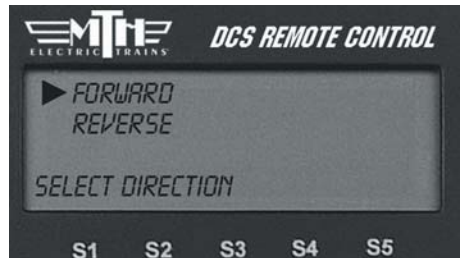 MTH
ELECTRIC TRAINS
DCS REMOTE CONTROL
▶ FORWARD
REVERSE
SELECT DIRECTION
S1 S2 S3 S4 S5